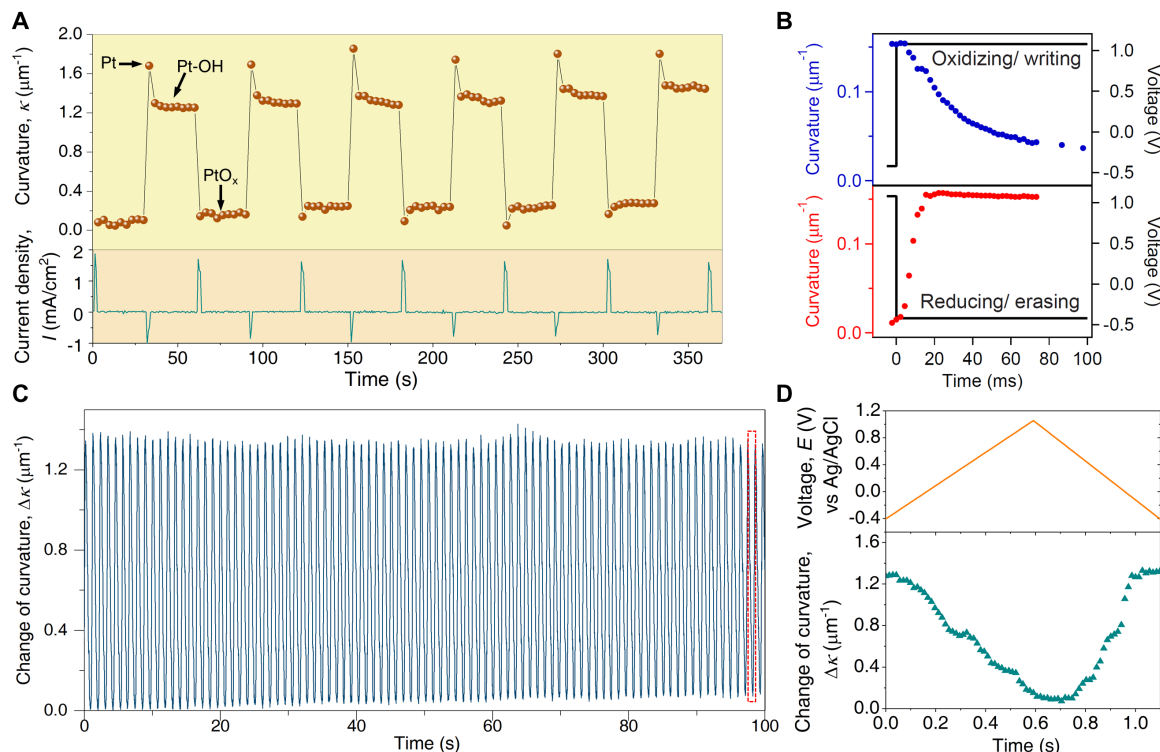 A
Curvature, κ (μm⁻¹)
2.0
1.6
1.2
0.8
0.4
0.0
Pt
Pt-OH
PtOₓ
Current density,
I (mA/cm²)
2
1
0
-1
0 50 100 150 200 250 300 350
Time (s)
B
Curvature (μm⁻¹)
0.1
0.0
Oxidizing/ writing
1.0
0.5
0.0
-0.5
Voltage (V)
Curvature (μm⁻¹)
0.1
0.0
Reducing/ erasing
1.0
0.5
0.0
-0.5
Voltage (V)
0 20 40 60 80 100
Time (ms)
C
Change of curvature, Δκ (μm⁻¹)
1.2
0.8
0.4
0.0
0 20 40 60 80 100
Time (s)
D
Voltage, E (V)
vs Ag/AgCl
1.2
0.8
0.4
0.0
-0.4
Change of curvature,
Δκ (μm⁻¹)
1.6
1.2
0.8
0.4
0.0
0.0 0.2 0.4 0.6 0.8 1.0
Time (s)